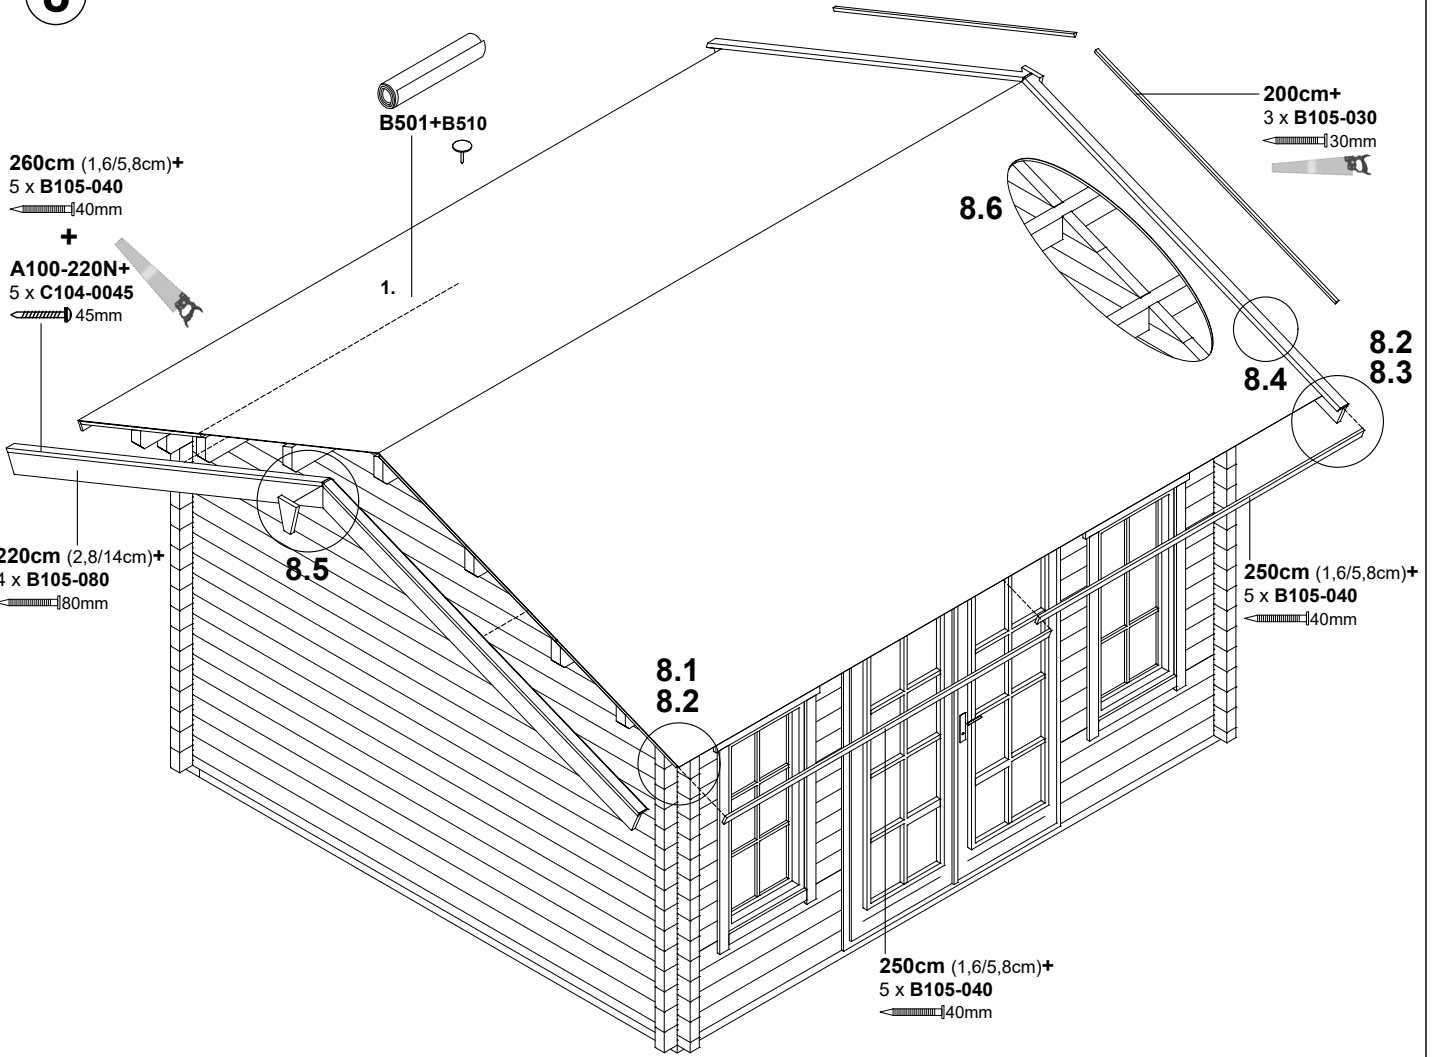 B501+B510
260cm (1,6/5,8cm)+
5 x B105-040
40mm
+
A100-220N+
5 x C104-0045
45mm
1.
200cm+
3 x B105-030
30mm
8.6
8.4
8.2
8.3
220cm (2,8/14cm)+
4 x B105-080
80mm
8.5
8.1
8.2
250cm (1,6/5,8cm)+
5 x B105-040
40mm
250cm (1,6/5,8cm)+
5 x B105-040
40mm